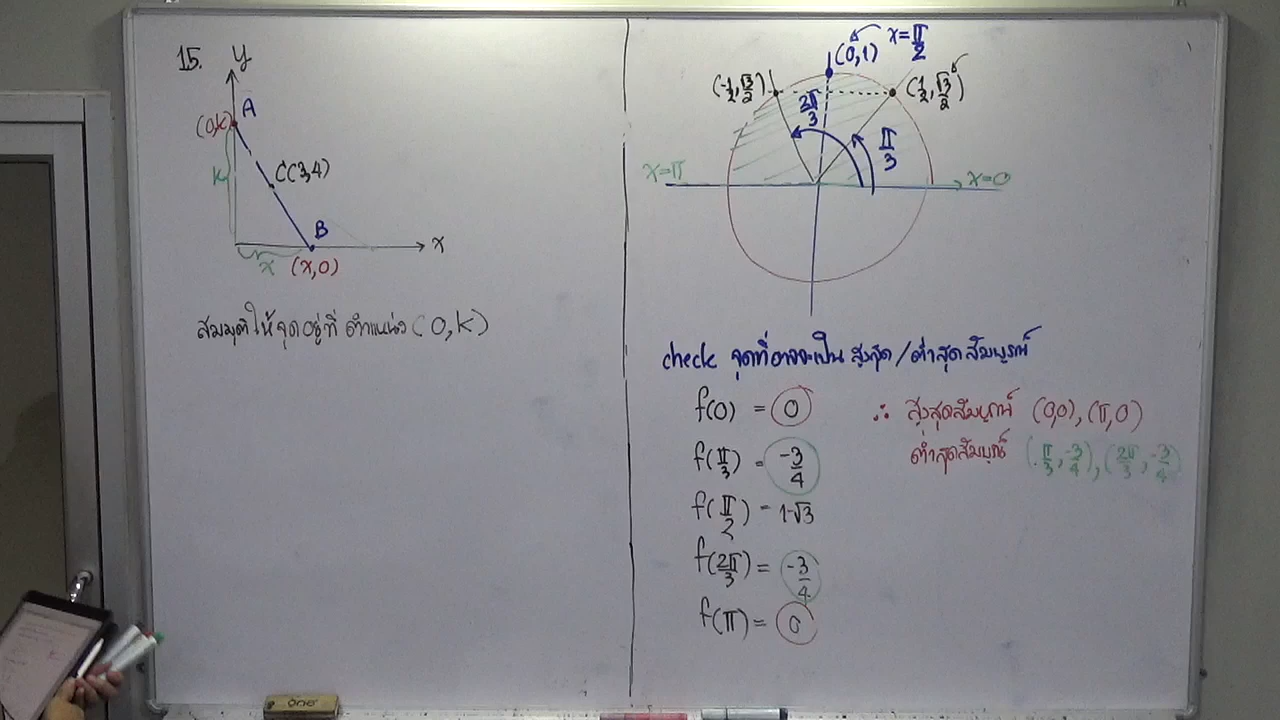 15.
y
A
(0,k)
k
C(3,4)
B
x
x
(x,0)
สมมุติให้จุดอยู่ที่ ตำแหน่ง (0,k)
(0,1) x=π/2
(-1/2,√3/2)
(1/2,√3/2)
2π/3
π/3
x=π
x=0
check จุดที่อาจจะเป็น สูงสุด/ต่ำสุดสัมบูรณ์
f(0) = 0
∴ สูงสุดสัมบูรณ์ (0,0),(π,0)
f(π/3) = -3/4
ต่ำสุดสัมบูรณ์ (π/3,-3/4),(2π/3,-3/4)
f(π/2) = 1-√3
f(2π/3) = -3/4
f(π) = 0
one